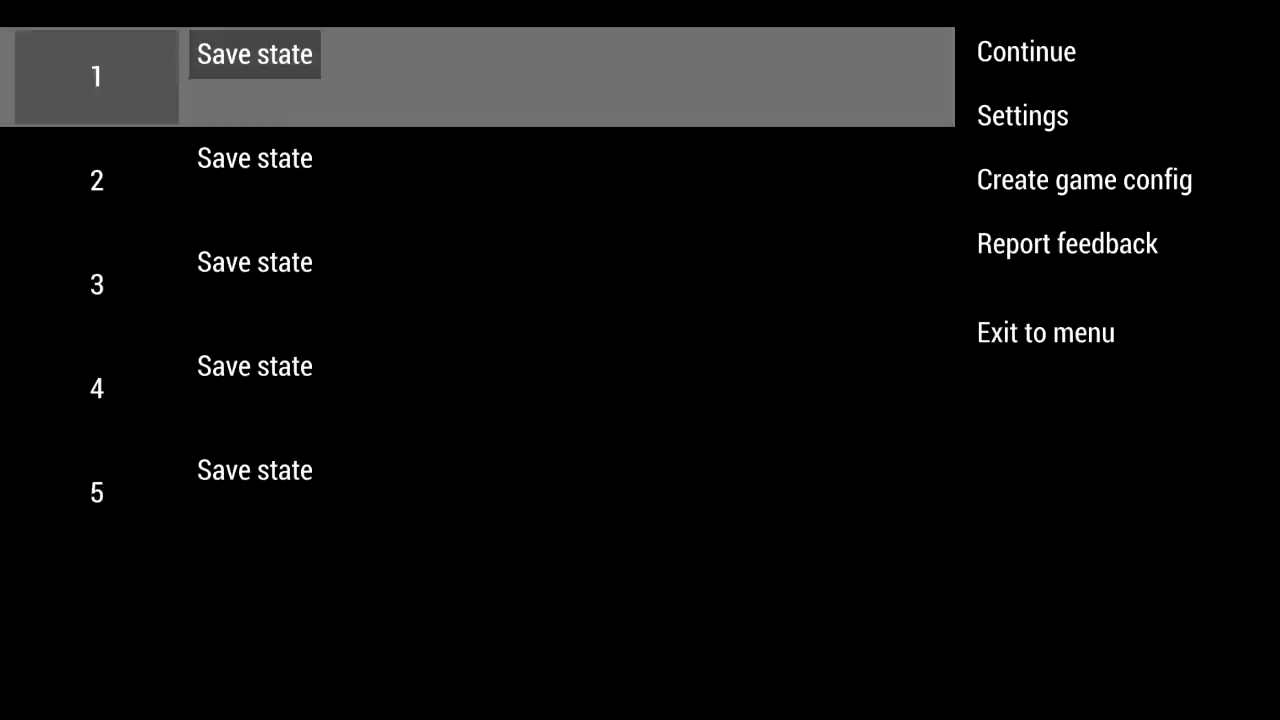 1
Save state
2
Save state
3
Save state
4
Save state
5
Save state
Continue
Settings
Create game config
Report feedback
Exit to menu